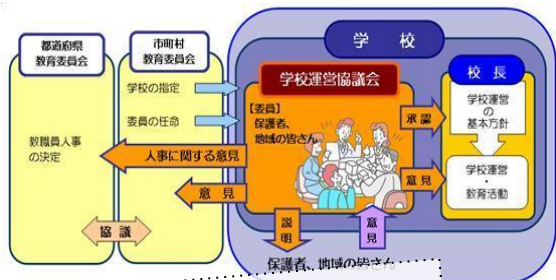 都道府県
教育委員会
市町村
教育委員会
学校
学校運営協議会
校長
学校の指定
委員の任命
【委員】
保護者、
地域の皆さん
承認
学校運営
の
基本方針
教職員人事
の決定
人事に関する意見
意見
意見
学校運営
・
教育活動
協議
説明
意見
保護者、地域の皆さん